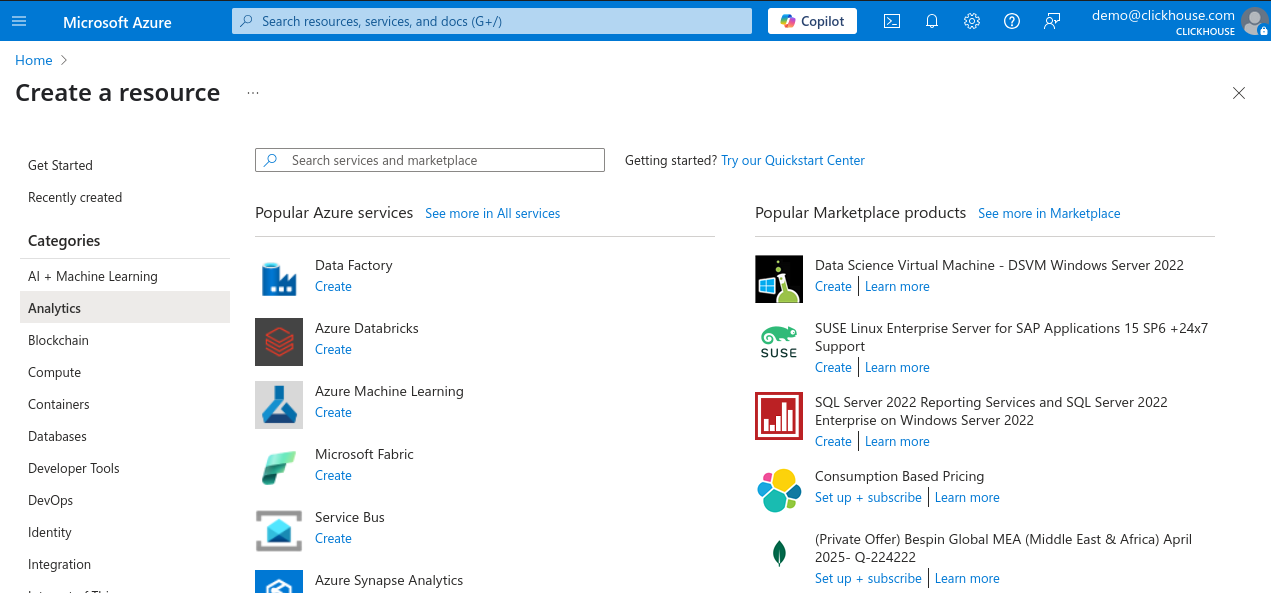 Microsoft Azure
Search resources, services, and docs (G+/)
Copilot
demo@clickhouse.com
CLICKHOUSE
Home
Create a resource
...
Get Started
Recently created
Categories
AI + Machine Learning
Analytics
Blockchain
Compute
Containers
Databases
Developer Tools
DevOps
Identity
Integration
Search services and marketplace
Getting started? Try our Quickstart Center
Popular Azure services See more in All services
Data Factory
Create
Azure Databricks
Create
Azure Machine Learning
Create
Microsoft Fabric
Create
Service Bus
Create
Azure Synapse Analytics
Popular Marketplace products See more in Marketplace
Data Science Virtual Machine - DSVM Windows Server 2022
Create | Learn more
SUSE
SUSE Linux Enterprise Server for SAP Applications 15 SP6 +24x7
Support
Create | Learn more
SQL Server 2022 Reporting Services and SQL Server 2022
Enterprise on Windows Server 2022
Create | Learn more
Consumption Based Pricing
Set up + subscribe | Learn more
(Private Offer) Bespin Global MEA (Middle East & Africa) April
2025- Q-224222
Set up + subscribe | Learn more